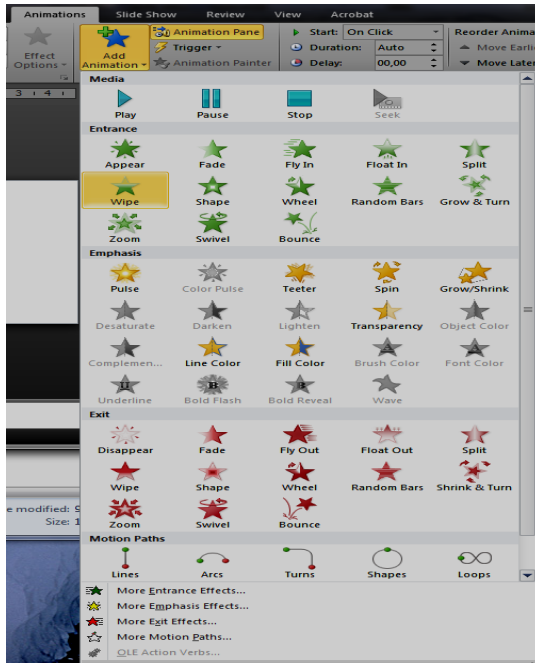 Animations Slide Show Review View Acrobat
Effect Options
Add Animation
Animation Pane
Trigger
Animation Painter
Start: On Click
Duration: Auto
Delay: 00,00
Reorder Anima
Move Earli
Move Later
3 4
Media
Play Pause Stop Seek
Entrance
Appear Fade Fly In Float In Split
Wipe Shape Wheel Random Bars Grow & Turn
Zoom Swivel Bounce
Emphasis
Pulse Color Pulse Teeter Spin Grow/Shrink
Desaturate Darken Lighten Transparency Object Color
Complemen... Line Color Fill Color Brush Color Font Color
Underline Bold Flash Bold Reveal Wave
Exit
Disappear Fade Fly Out Float Out Split
Wipe Shape Wheel Random Bars Shrink & Turn
Zoom Swivel Bounce
e modified: 9
Size: 1
Motion Paths
Lines Arcs Turns Shapes Loops
More Entrance Effects...
More Emphasis Effects...
More Exit Effects...
More Motion Paths...
OLE Action Verbs...